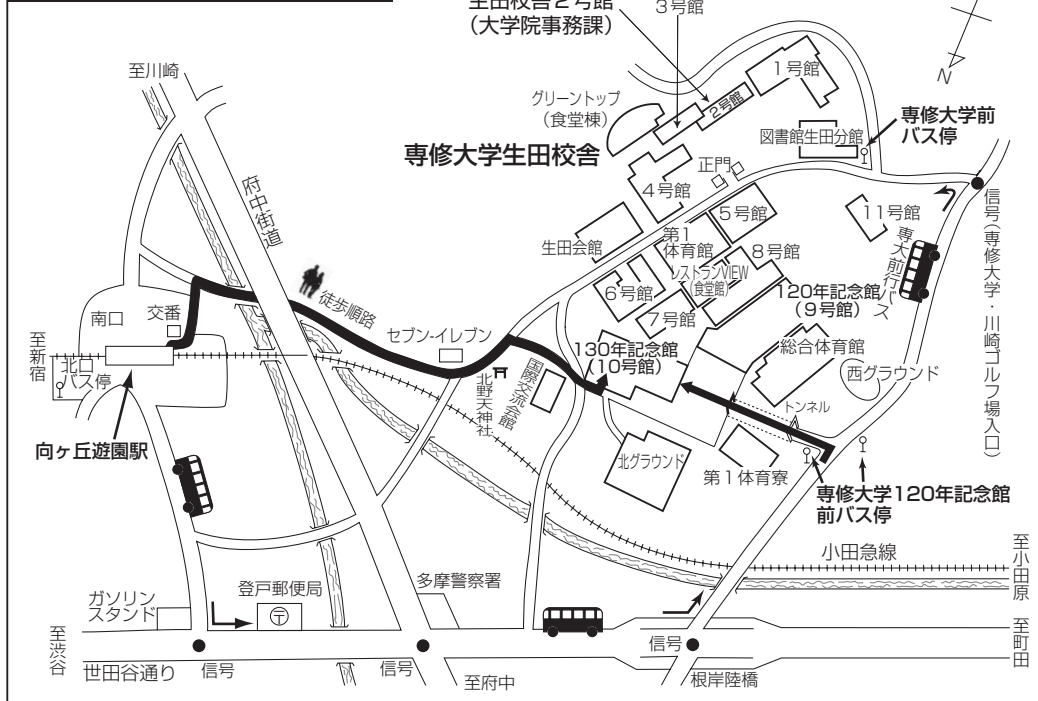 生田校舎2号館
(大学院事務課)
3号館
N
至川崎
1号館
グリーントップ
(食堂棟)
2号館
専修大学前
バス停
図書館生田分館
専修大学生田校舎
正門
4号館
府中街道
信号(専修大学・川崎ゴルフ場入口)
5号館
11号館
生田会館
第1
体育館
8号館
専大前行バス
レストランVIEW
(食堂館)
徒歩順路
6号館
120年記念館
(9号館)
南口
交番
7号館
セブン-イレブン
至新宿
北口
バス停
130年記念館
(10号館)
総合体育館
北野天神社
国際交流会館
西グラウンド
トンネル
向ヶ丘遊園駅
北グラウンド
第1体育寮
専修大学120年記念館
前バス停
小田急線
至小田原
登戸郵便局
多摩警察署
ガソリン
スタンド
〒
至渋谷
至町田
世田谷通り
信号
信号
信号
至府中
根岸陸橋